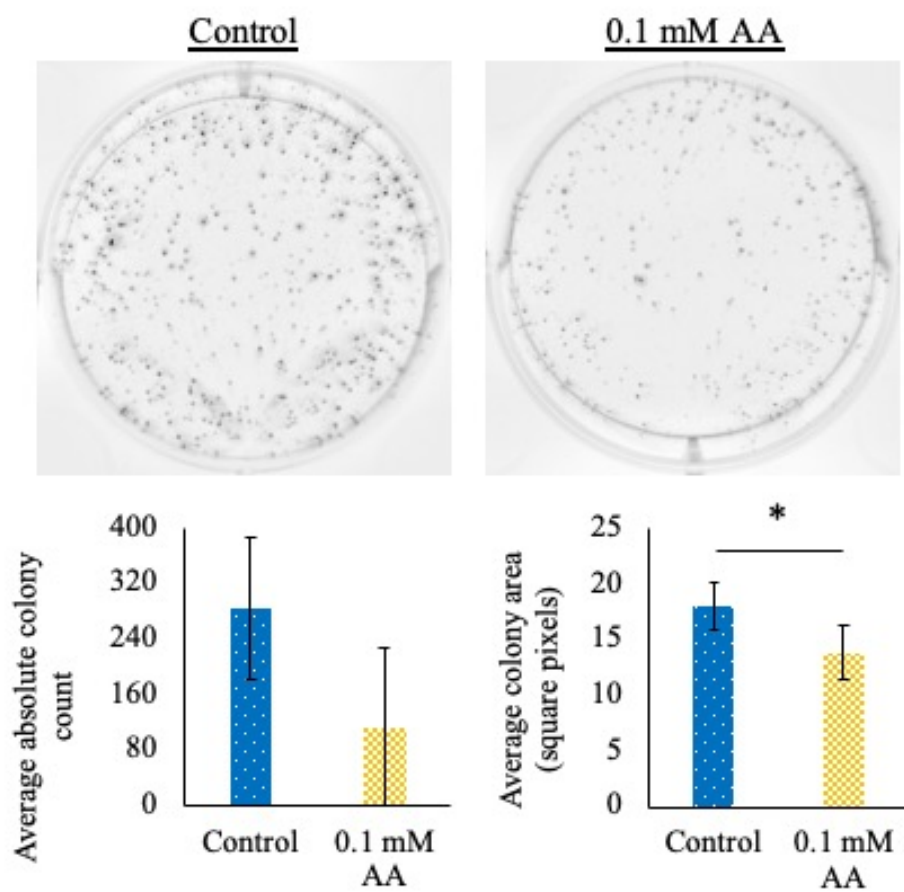 Control
0.1 mM AA
Average absolute colony
count
400
320
240
160
80
0
Control
0.1 mM
AA
Average colony area
(square pixels)
25
20
15
10
5
0
*
Control
0.1 mM
AA